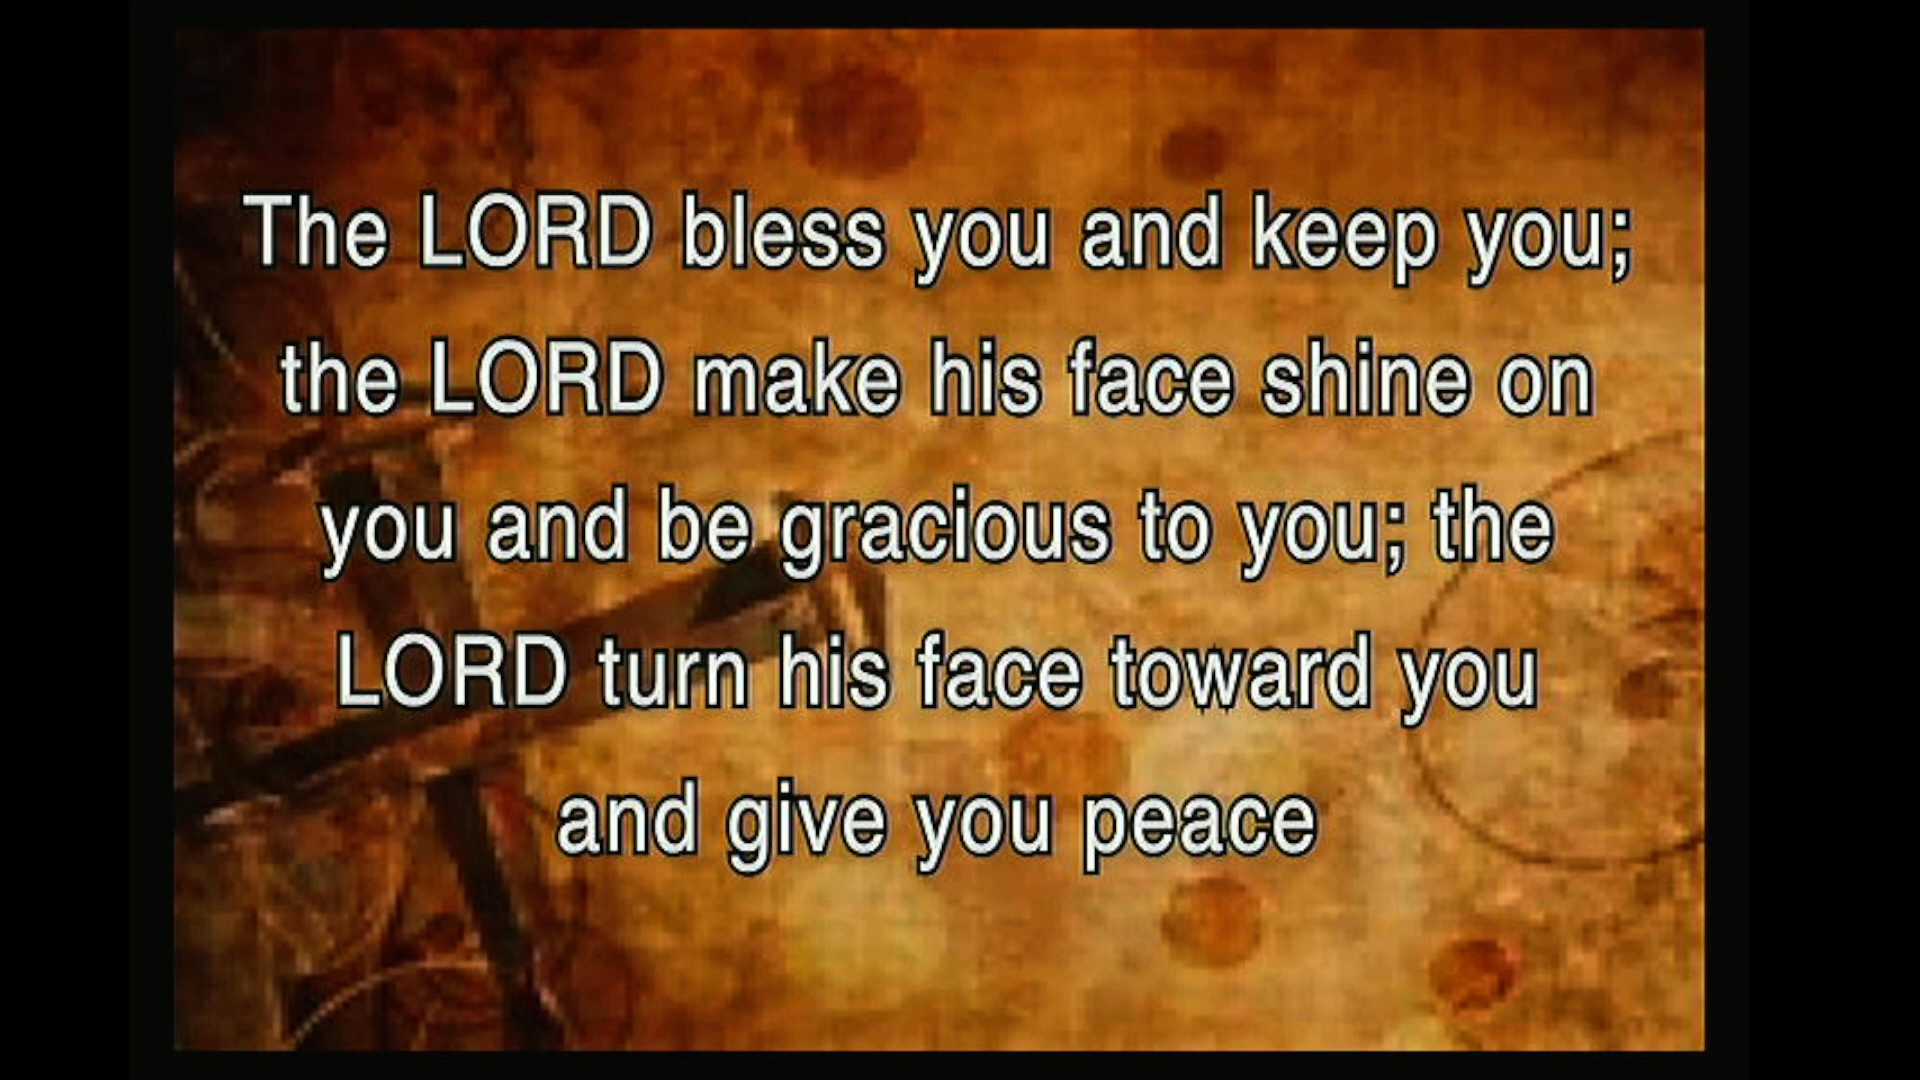 The LORD bless you and keep you;
the LORD make his face shine on
you and be gracious to you; the
LORD turn his face toward you
and give you peace